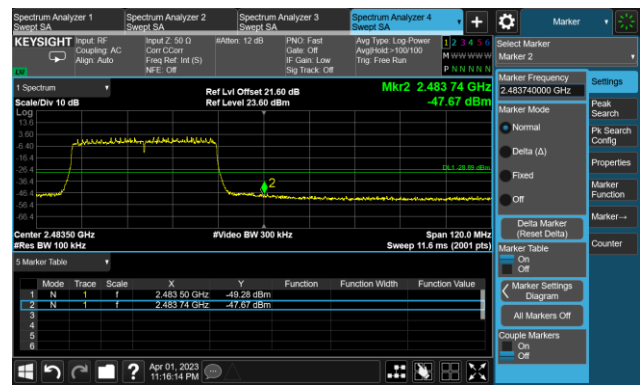 Spectrum Analyzer 1
Swept SA
Spectrum Analyzer 2
Swept SA
Spectrum Analyzer 3
Swept SA
Spectrum Analyzer 4
Swept SA
Marker
KEYSIGHT
Input: RF
Coupling: AC
Align: Auto
Input Z: 50 Ω
Corr CCorr
Freq Ref: Int (S)
NFE: Off
#Atten: 12 dB
PNO: Fast
Gate: Off
IF Gain: Low
Sig Track: Off
Avg Type: Log-Power
Avg|Hold:>100/100
Trig: Free Run
1 2 3 4 5 6
M W W W W W
P N N N N N
Select Marker
Marker 2
1 Spectrum
Scale/Div 10 dB
Ref Lvl Offset 21.60 dB
Ref Level 23.60 dBm
Mkr2 2.483 74 GHz
-47.67 dBm
Log
13.6
3.60
-6.40
-16.4
-26.4
-36.4
-46.4
-56.4
-66.4
DL1 -28.89 dBm
2
Center 2.48350 GHz
#Res BW 100 kHz
#Video BW 300 kHz
Span 120.0 MHz
Sweep 11.6 ms (2001 pts)
5 Marker Table
Mode Trace Scale X Y Function Function Width Function Value
1 N 1 f 2.483 50 GHz -49.28 dBm
2 N 1 f 2.483 74 GHz -47.67 dBm
3
4
5
6
Marker Frequency
2.483740000 GHz
Marker Mode
Normal
Delta (Δ)
Fixed
Off
Delta Marker
(Reset Delta)
Marker Table
On
Off
Marker Settings
Diagram
All Markers Off
Couple Markers
On
Off
Settings
Peak
Search
Pk Search
Config
Properties
Marker
Function
Marker→
Counter
Apr 01, 2023
11:16:14 PM